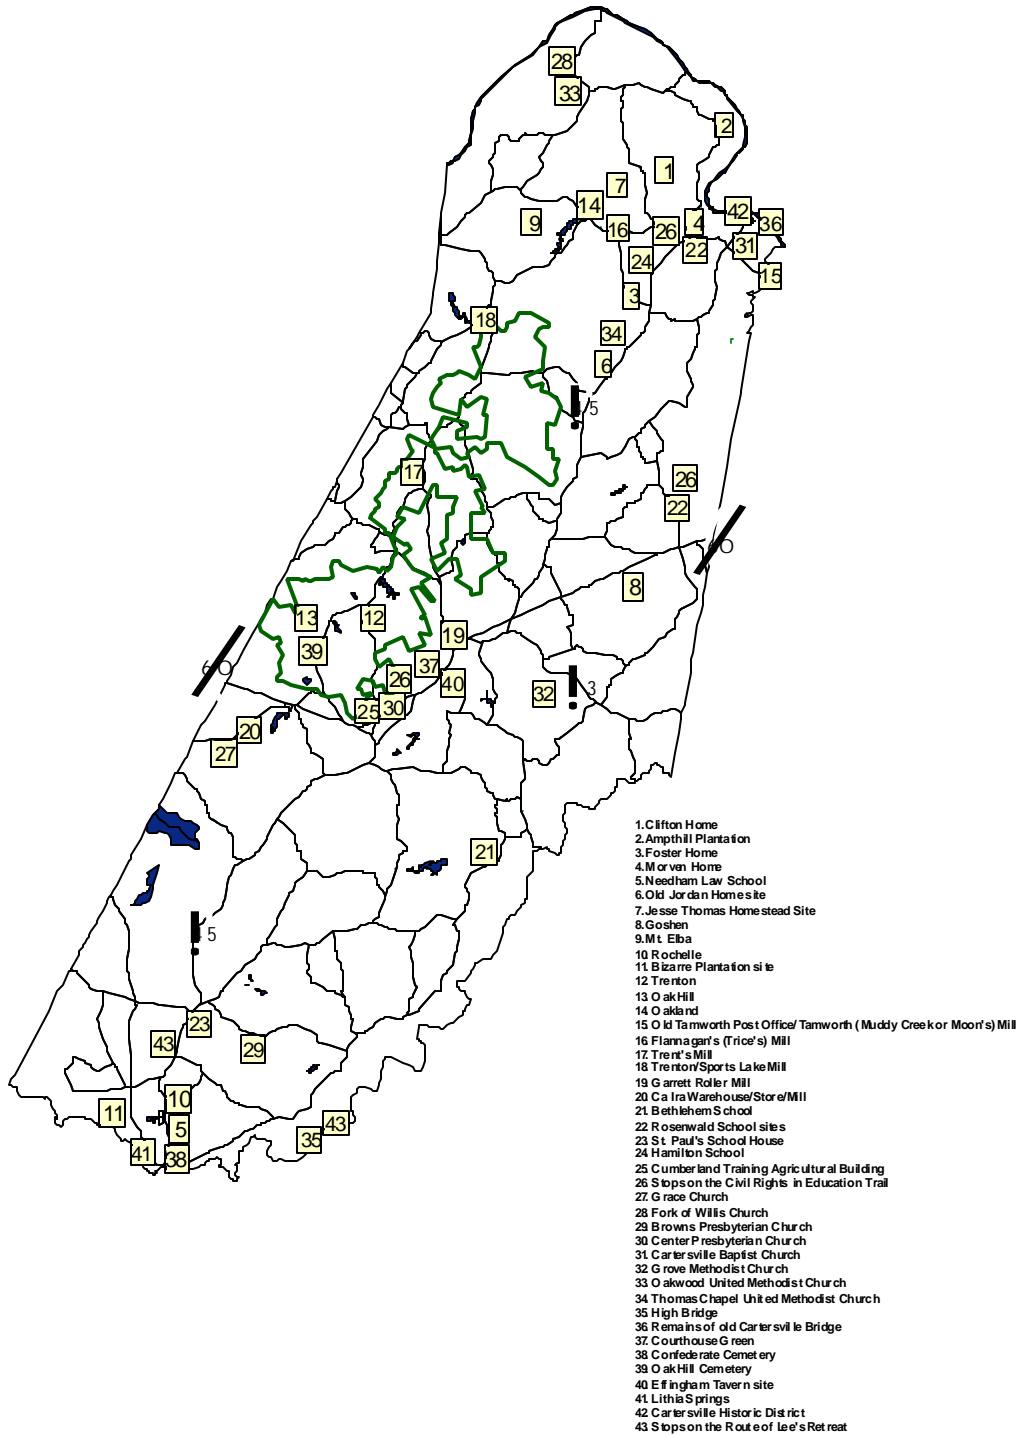 28
33
2
1
7
14
42
9
4
36
16
26
31
22
24
15
3
18
34
6
5
17
26
22
6 0
8
13
12
19
39
37
6 0
26
40
3
32
25
30
20
27
21
5
23
43
29
10
11
43
5
35
41
38
1. Clifton Home
2. Ampthill Plantation
3. Foster Home
4. Morven Home
5. Needham Law School
6. Old Jordan Homesite
7. Jesse Thomas Homestead Site
8. Goshen
9. Mt. Elba
10. Rochelle
11. Bizarre Plantation site
12. Trenton
13. Oak Hill
14. Oakland
15. Old Tamworth Post Office/ Tamworth (Muddy Creek or Moon's) Mill
16. Flannagan's (Trice's) Mill
17. Trent's Mill
18. Trenton/Sports Lake Mill
19. Garrett Roller Mill
20. Ca Ira Warehouse/Store/Mill
21. Bethlehem School
22. Rosenwald School sites
23. St. Paul's School House
24. Hamilton School
25. Cumberland Training Agricultural Building
26. Stops on the Civil Rights in Education Trail
27. Grace Church
28. Fork of Willis Church
29. Browns Presbyterian Church
30. Center Presbyterian Church
31. Cartersville Baptist Church
32. Grove Methodist Church
33. Oakwood United Methodist Church
34. Thomas Chapel United Methodist Church
35. High Bridge
36. Remains of old Cartersville Bridge
37. Courthouse Green
38. Confederate Cemetery
39. Oak Hill Cemetery
40. Effingham Tavern site
41. Lithia Springs
42. Cartersville Historic District
43. Stops on the Route of Lee's Retreat